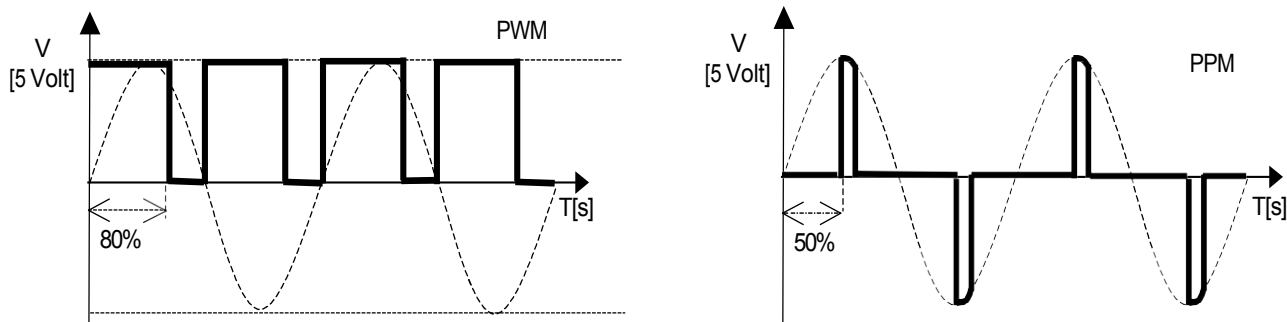 V
[5 Volt]
PWM
T[s]
80%
V
[5 Volt]
PPM
T[s]
50%